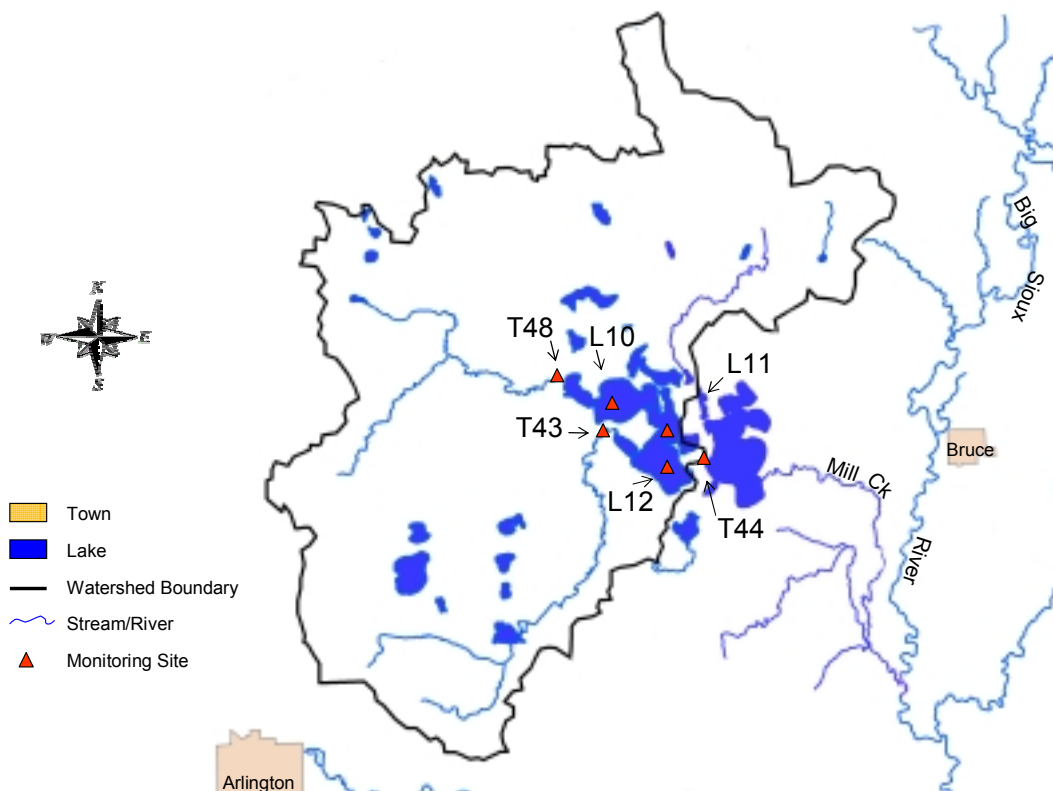 Big
Sioux
N
W
E
S
T48
L10
L11
T43
Bruce
Mill Ck
L12
T44
River
Town
Lake
Watershed Boundary
Stream/River
Monitoring Site
Arlington